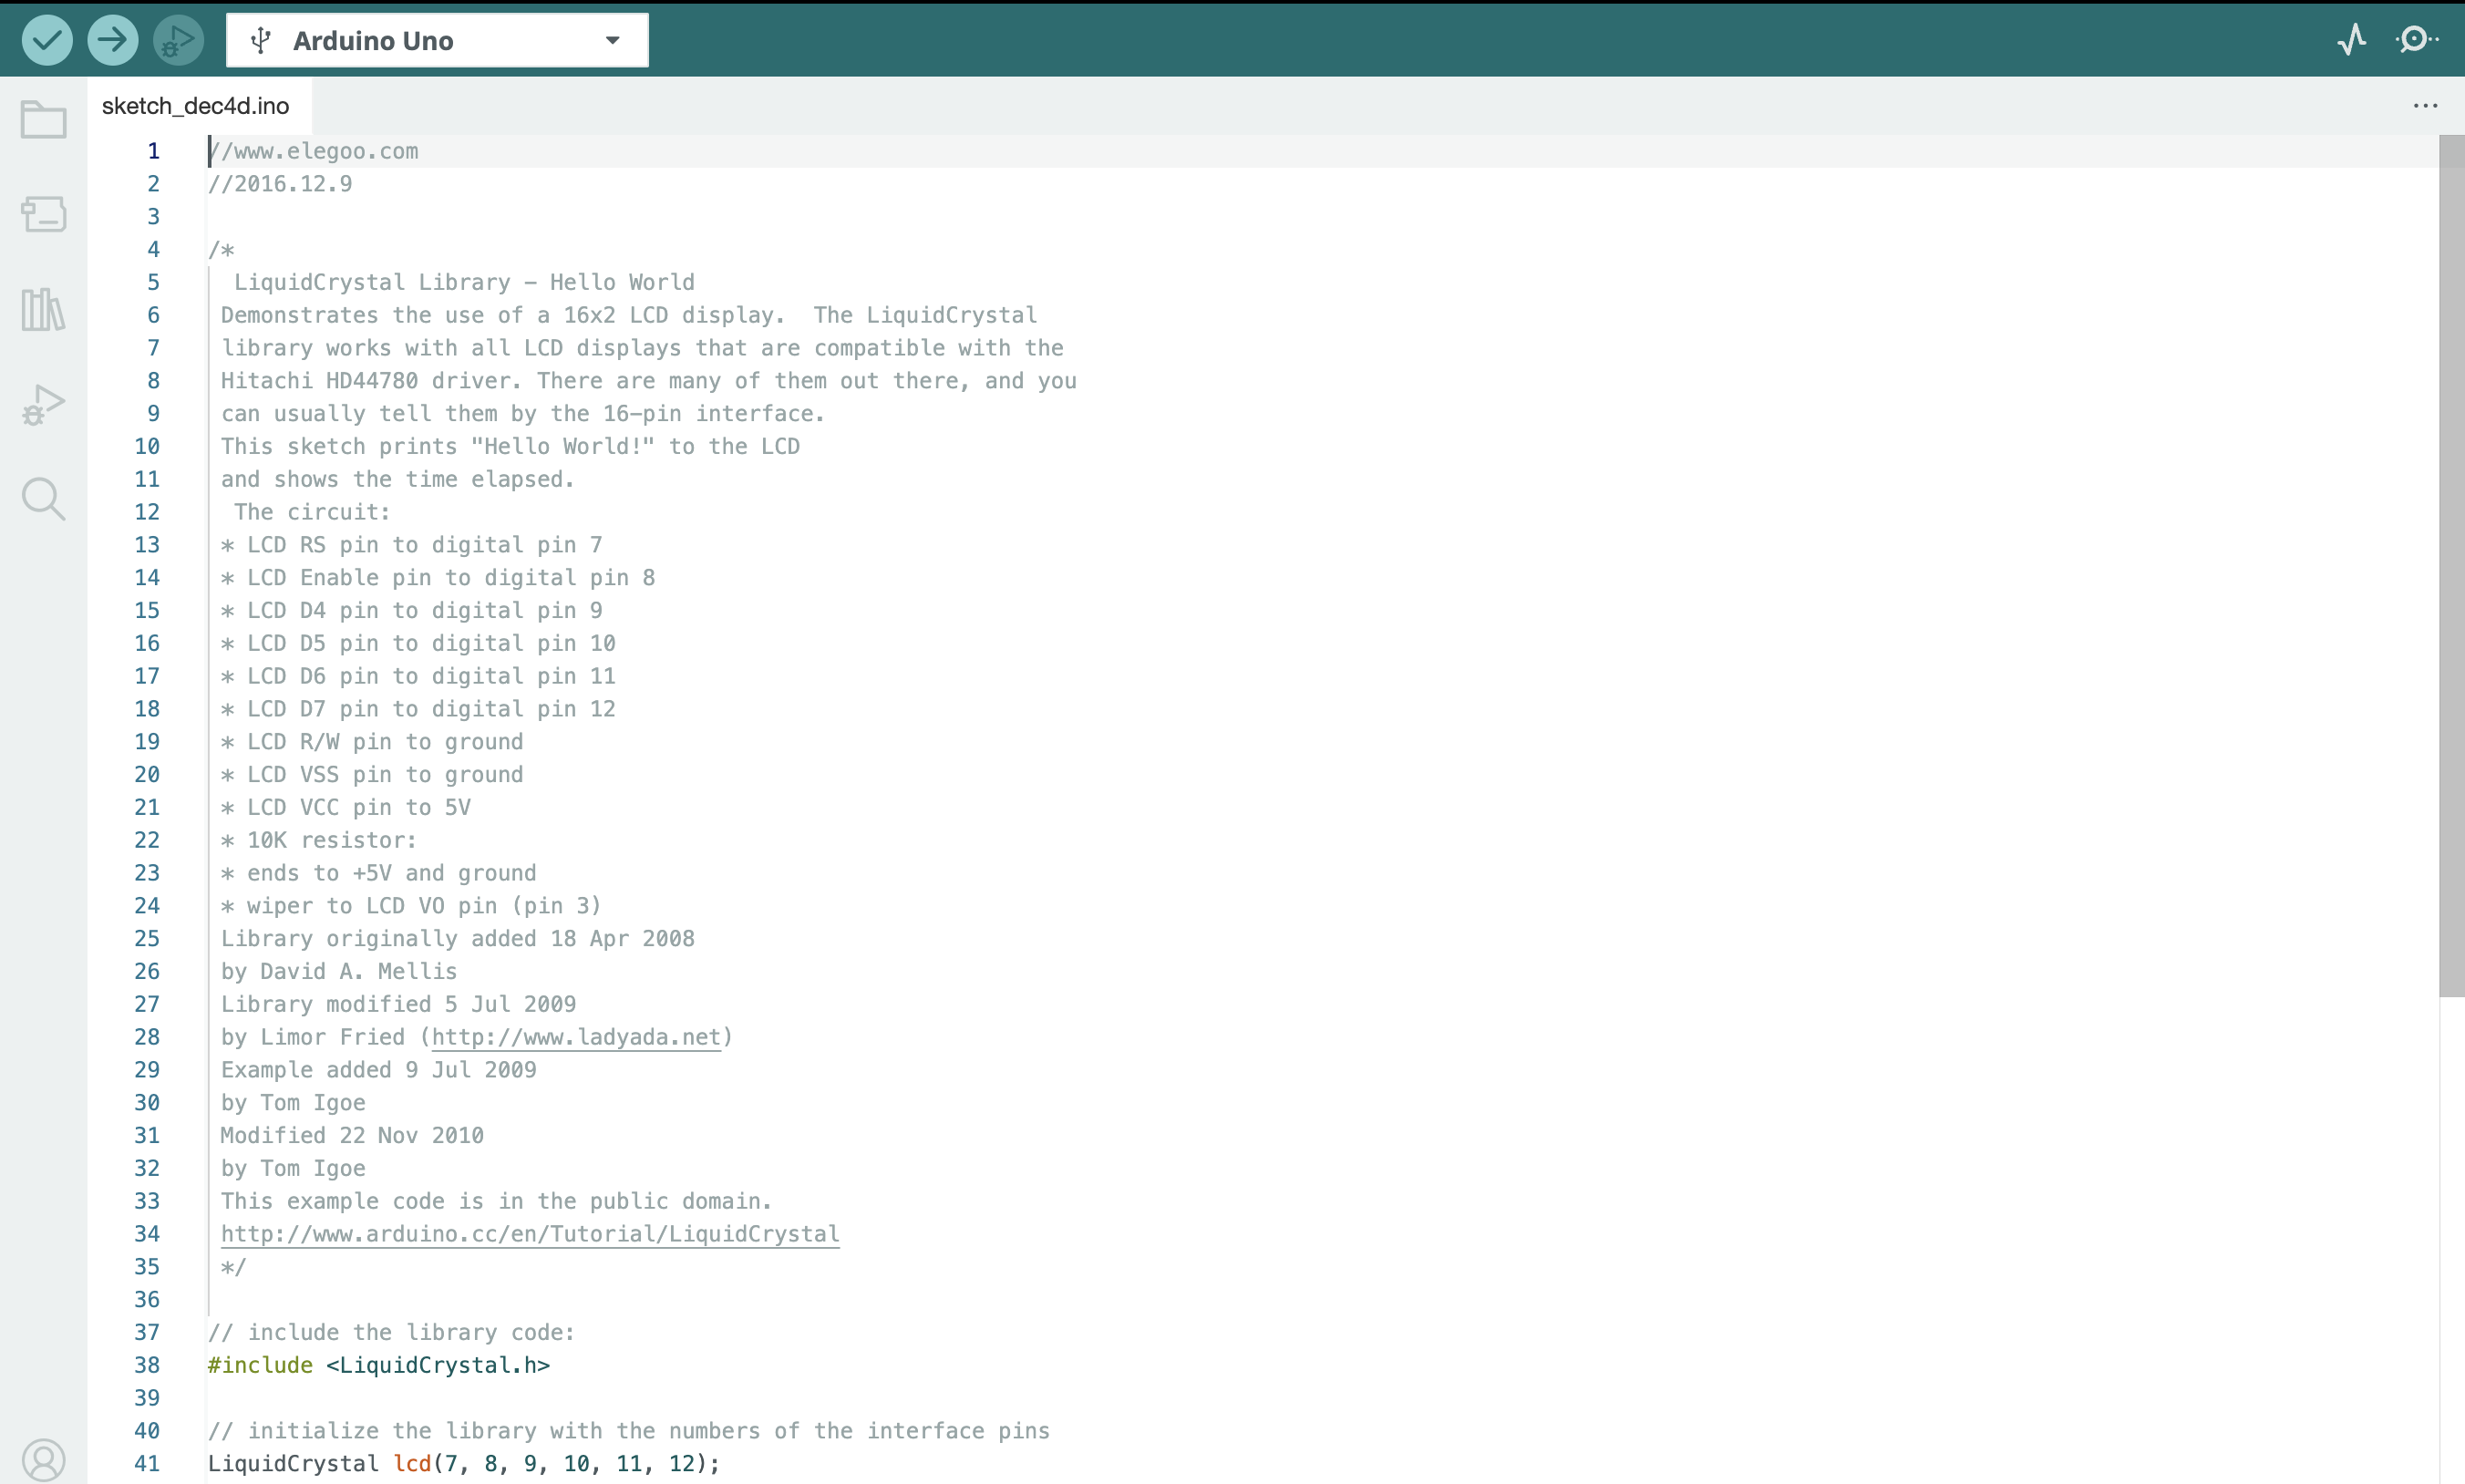 Arduino Uno
sketch_dec4d.ino
...
1 //www.elegoo.com
2 //2016.12.9
3
4 /*
5 LiquidCrystal Library - Hello World
6 Demonstrates the use of a 16x2 LCD display.  The LiquidCrystal
7 library works with all LCD displays that are compatible with the
8 Hitachi HD44780 driver. There are many of them out there, and you
9 can usually tell them by the 16-pin interface.
10 This sketch prints "Hello World!" to the LCD
11 and shows the time elapsed.
12 The circuit:
13 * LCD RS pin to digital pin 7
14 * LCD Enable pin to digital pin 8
15 * LCD D4 pin to digital pin 9
16 * LCD D5 pin to digital pin 10
17 * LCD D6 pin to digital pin 11
18 * LCD D7 pin to digital pin 12
19 * LCD R/W pin to ground
20 * LCD VSS pin to ground
21 * LCD VCC pin to 5V
22 * 10K resistor:
23 * ends to +5V and ground
24 * wiper to LCD VO pin (pin 3)
25 Library originally added 18 Apr 2008
26 by David A. Mellis
27 Library modified 5 Jul 2009
28 by Limor Fried (http://www.ladyada.net)
29 Example added 9 Jul 2009
30 by Tom Igoe
31 Modified 22 Nov 2010
32 by Tom Igoe
33 This example code is in the public domain.
34 http://www.arduino.cc/en/Tutorial/LiquidCrystal
35 */
36
37 // include the library code:
38 #include <LiquidCrystal.h>
39
40 // initialize the library with the numbers of the interface pins
41 LiquidCrystal lcd(7, 8, 9, 10, 11, 12);